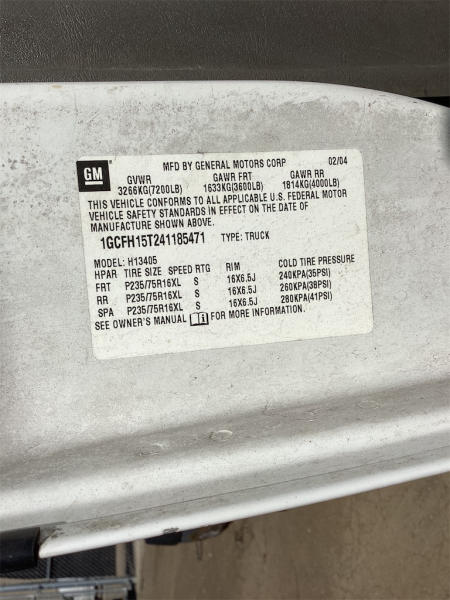 GM
MFD BY GENERAL MOTORS CORP 02/04
GVWR GAWR FRT GAWR RR
3266KG(7200LB) 1633KG(3600LB) 1814KG(4000LB)
THIS VEHICLE CONFORMS TO ALL APPLICABLE U.S. FEDERAL MOTOR
VEHICLE SAFETY STANDARDS IN EFFECT ON THE DATE OF
MANUFACTURE SHOWN ABOVE.
1GCFH15T241185471 TYPE: TRUCK
MODEL: H13405
HPAR TIRE SIZE SPEED RTG RIM COLD TIRE PRESSURE
FRT P235/75R16XL S 16X6.5J 240KPA(35PSI)
RR P235/75R16XL S 16X6.5J 260KPA(38PSI)
SPA P235/75R16XL S 16X6.5J 280KPA(41PSI)
SEE OWNER'S MANUAL FOR MORE INFORMATION.